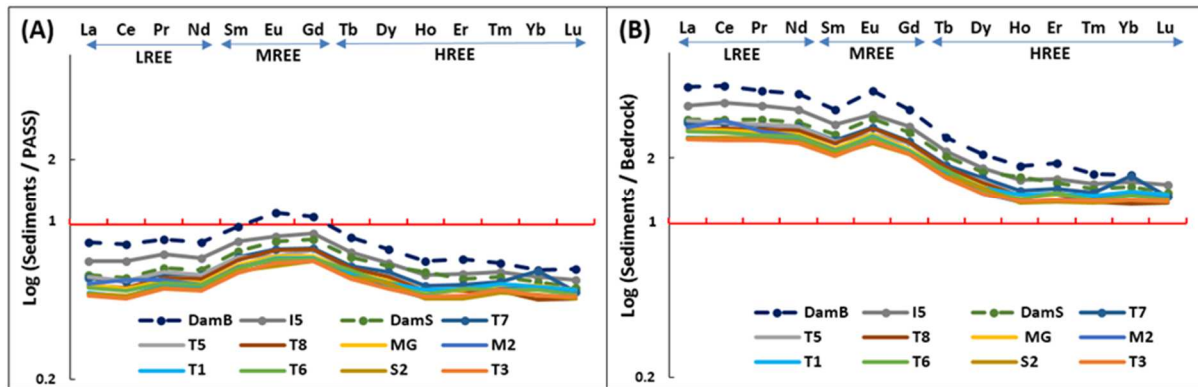 (A)
La Ce Pr Nd Sm Eu Gd Tb Dy Ho Er Tm Yb Lu
LREE MREE HREE
Log (Sediments / PASS)
2
1
0.2
DamB I5 DamS T7
T5 T8 MG M2
T1 T6 S2 T3
(B)
La Ce Pr Nd Sm Eu Gd Tb Dy Ho Er Tm Yb Lu
LREE MREE HREE
Log (Sediments / Bedrock)
2
1
0.2
DamB I5 DamS T7
T5 T8 MG M2
T1 T6 S2 T3